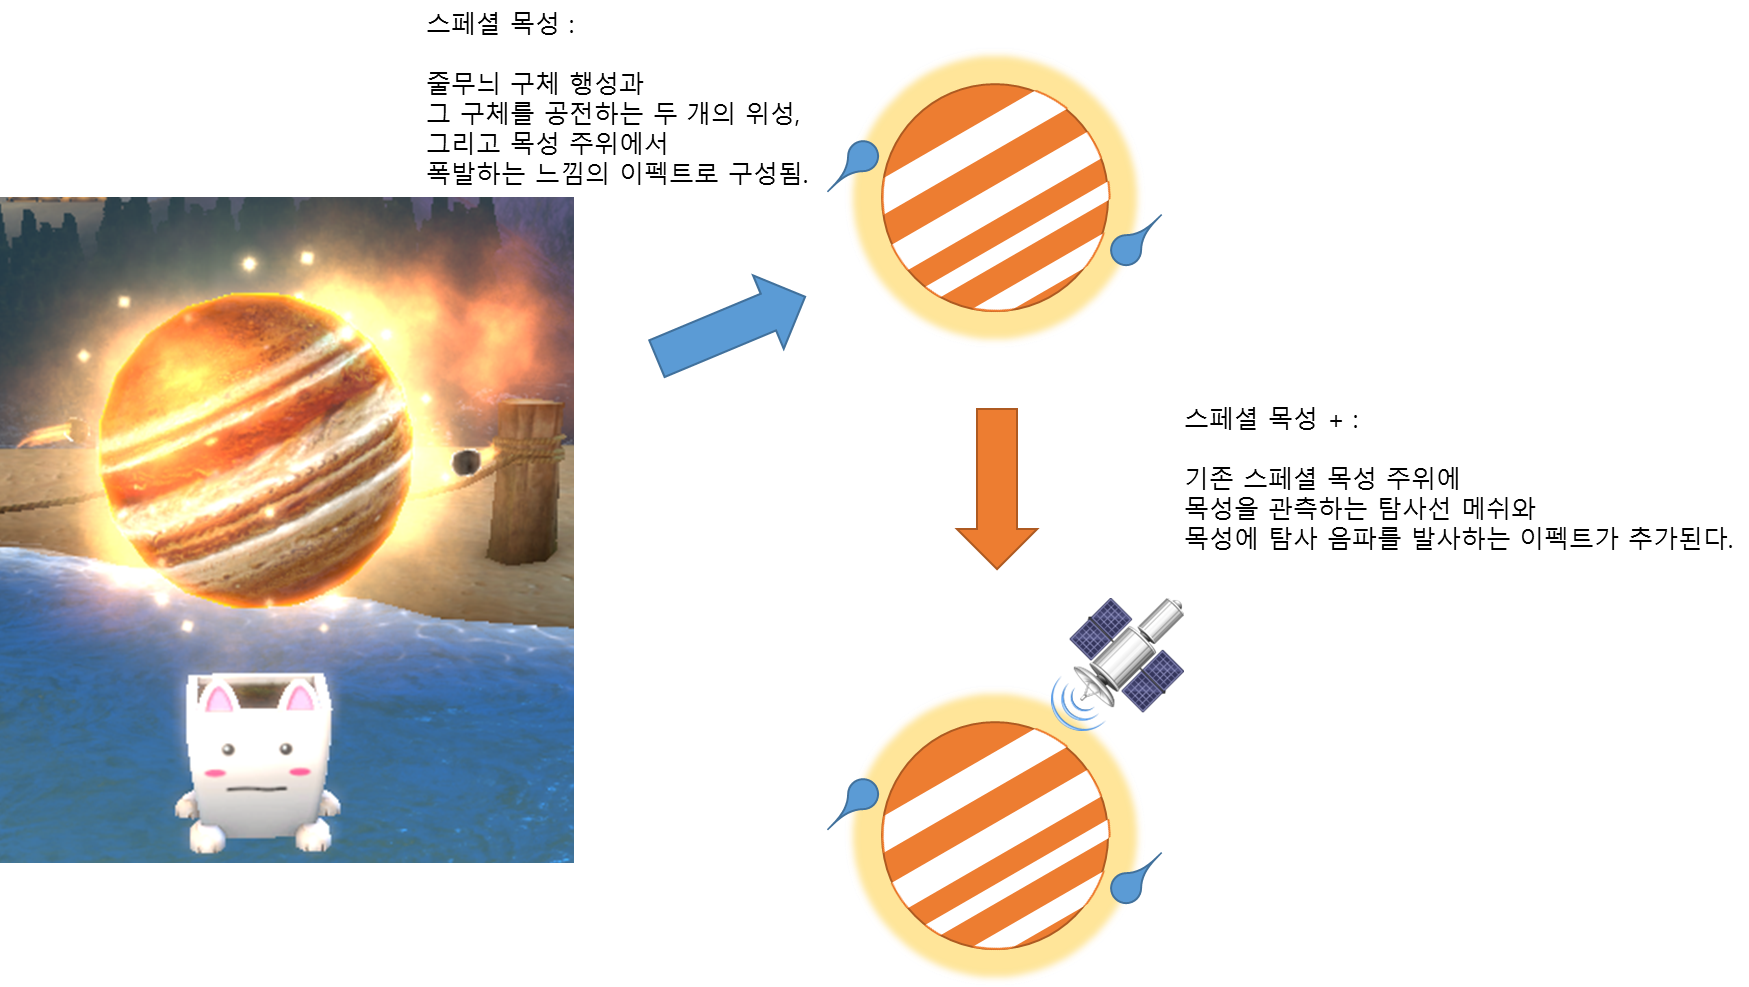 스페셜 목성 :
줄무늬 구체 행성과
그 구체를 공전하는 두 개의 위성,
그리고 목성 주위에서
폭발하는 느낌의 이펙트로 구성됨.
스페셜 목성 + :
기존 스페셜 목성 주위에
목성을 관측하는 탐사선 메쉬와
목성에 탐사 음파를 발사하는 이펙트가 추가된다.